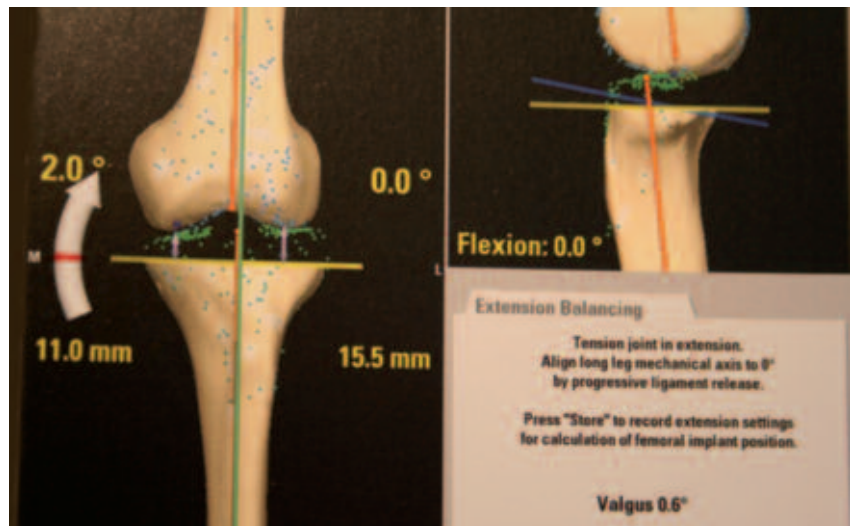 2.0 °
0.0 °
M
L
11.0 mm
15.5 mm
Flexion: 0.0 °
Extension Balancing
Tension joint in extension.
Align long leg mechanical axis to 0°
by progressive ligament release.
Press "Store" to record extension settings
for calculation of femoral implant position.
Valgus 0.6°